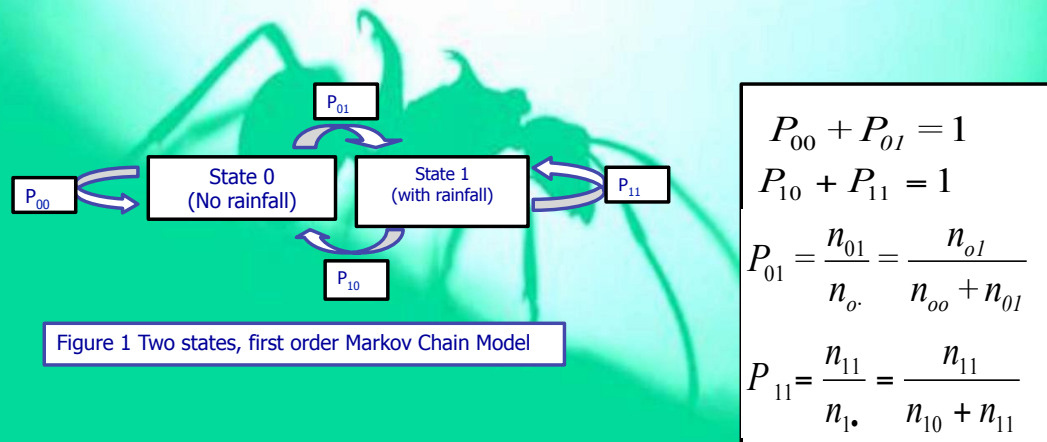 P₀₁
P₀₀
State 0
(No rainfall)
State 1
(with rainfall)
P₁₁
P₁₀
Figure 1 Two states, first order Markov Chain Model
P₀₀ + P₀₁ = 1
P₁₀ + P₁₁ = 1
P₀₁ = n₀₁ / nₒ. = nₒ₁ / (nₒₒ + n₀₁)
P₁₁ = n₁₁ / n₁• = n₁₁ / (n₁₀ + n₁₁)